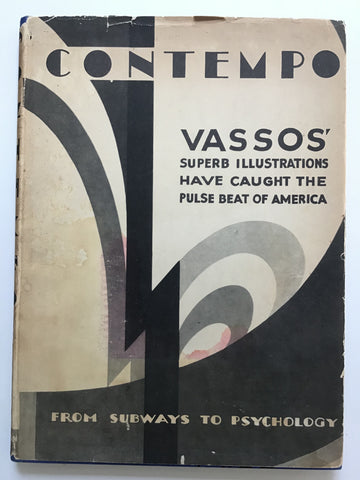 CONTEMPO
VASSOS'
SUPERB ILLUSTRATIONS
HAVE CAUGHT THE
PULSE BEAT OF AMERICA
FROM SUBWAYS TO PSYCHOLOGY